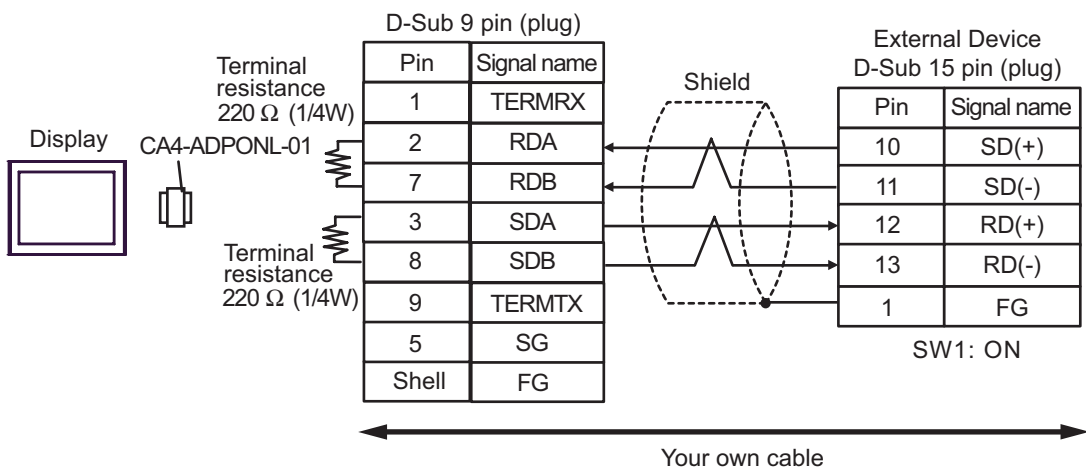 D-Sub 9 pin (plug)
External Device
D-Sub 15 pin (plug)
Terminal
resistance
220 Ω (1/4W)
Pin Signal name
Shield
Pin Signal name
1 TERMRX
Display
CA4-ADPONL-01
2 RDA
10 SD(+)
7 RDB
11 SD(-)
3 SDA
12 RD(+)
Terminal
resistance
220 Ω (1/4W)
8 SDB
13 RD(-)
9 TERMTX
1 FG
5 SG
SW1: ON
Shell FG
Your own cable